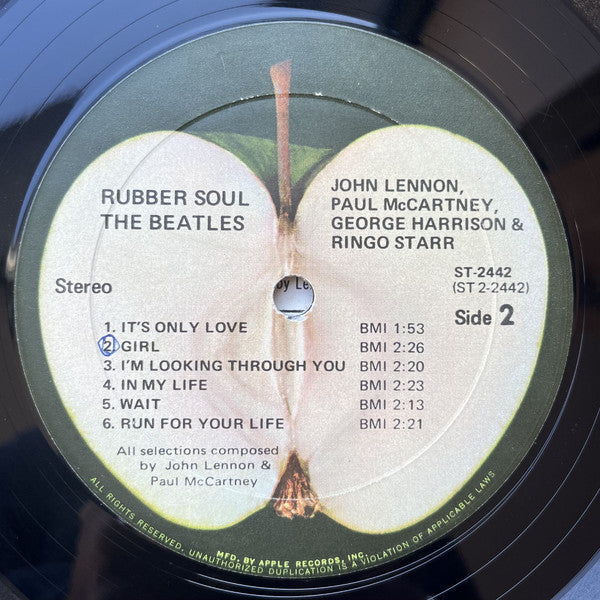 RUBBER SOUL
THE BEATLES
JOHN LENNON,
PAUL McCARTNEY,
GEORGE HARRISON &
RINGO STARR
Stereo
ST-2442
(ST 2-2442)
Side 2
by Le
1. IT'S ONLY LOVE BMI 1:53
2. GIRL BMI 2:26
3. I'M LOOKING THROUGH YOU BMI 2:20
4. IN MY LIFE BMI 2:23
5. WAIT BMI 2:13
6. RUN FOR YOUR LIFE BMI 2:21
All selections composed
by John Lennon &
Paul McCartney
MFG. BY APPLE RECORDS, INC.
ALL RIGHTS RESERVED. UNAUTHORIZED DUPLICATION IS A VIOLATION OF APPLICABLE LAWS